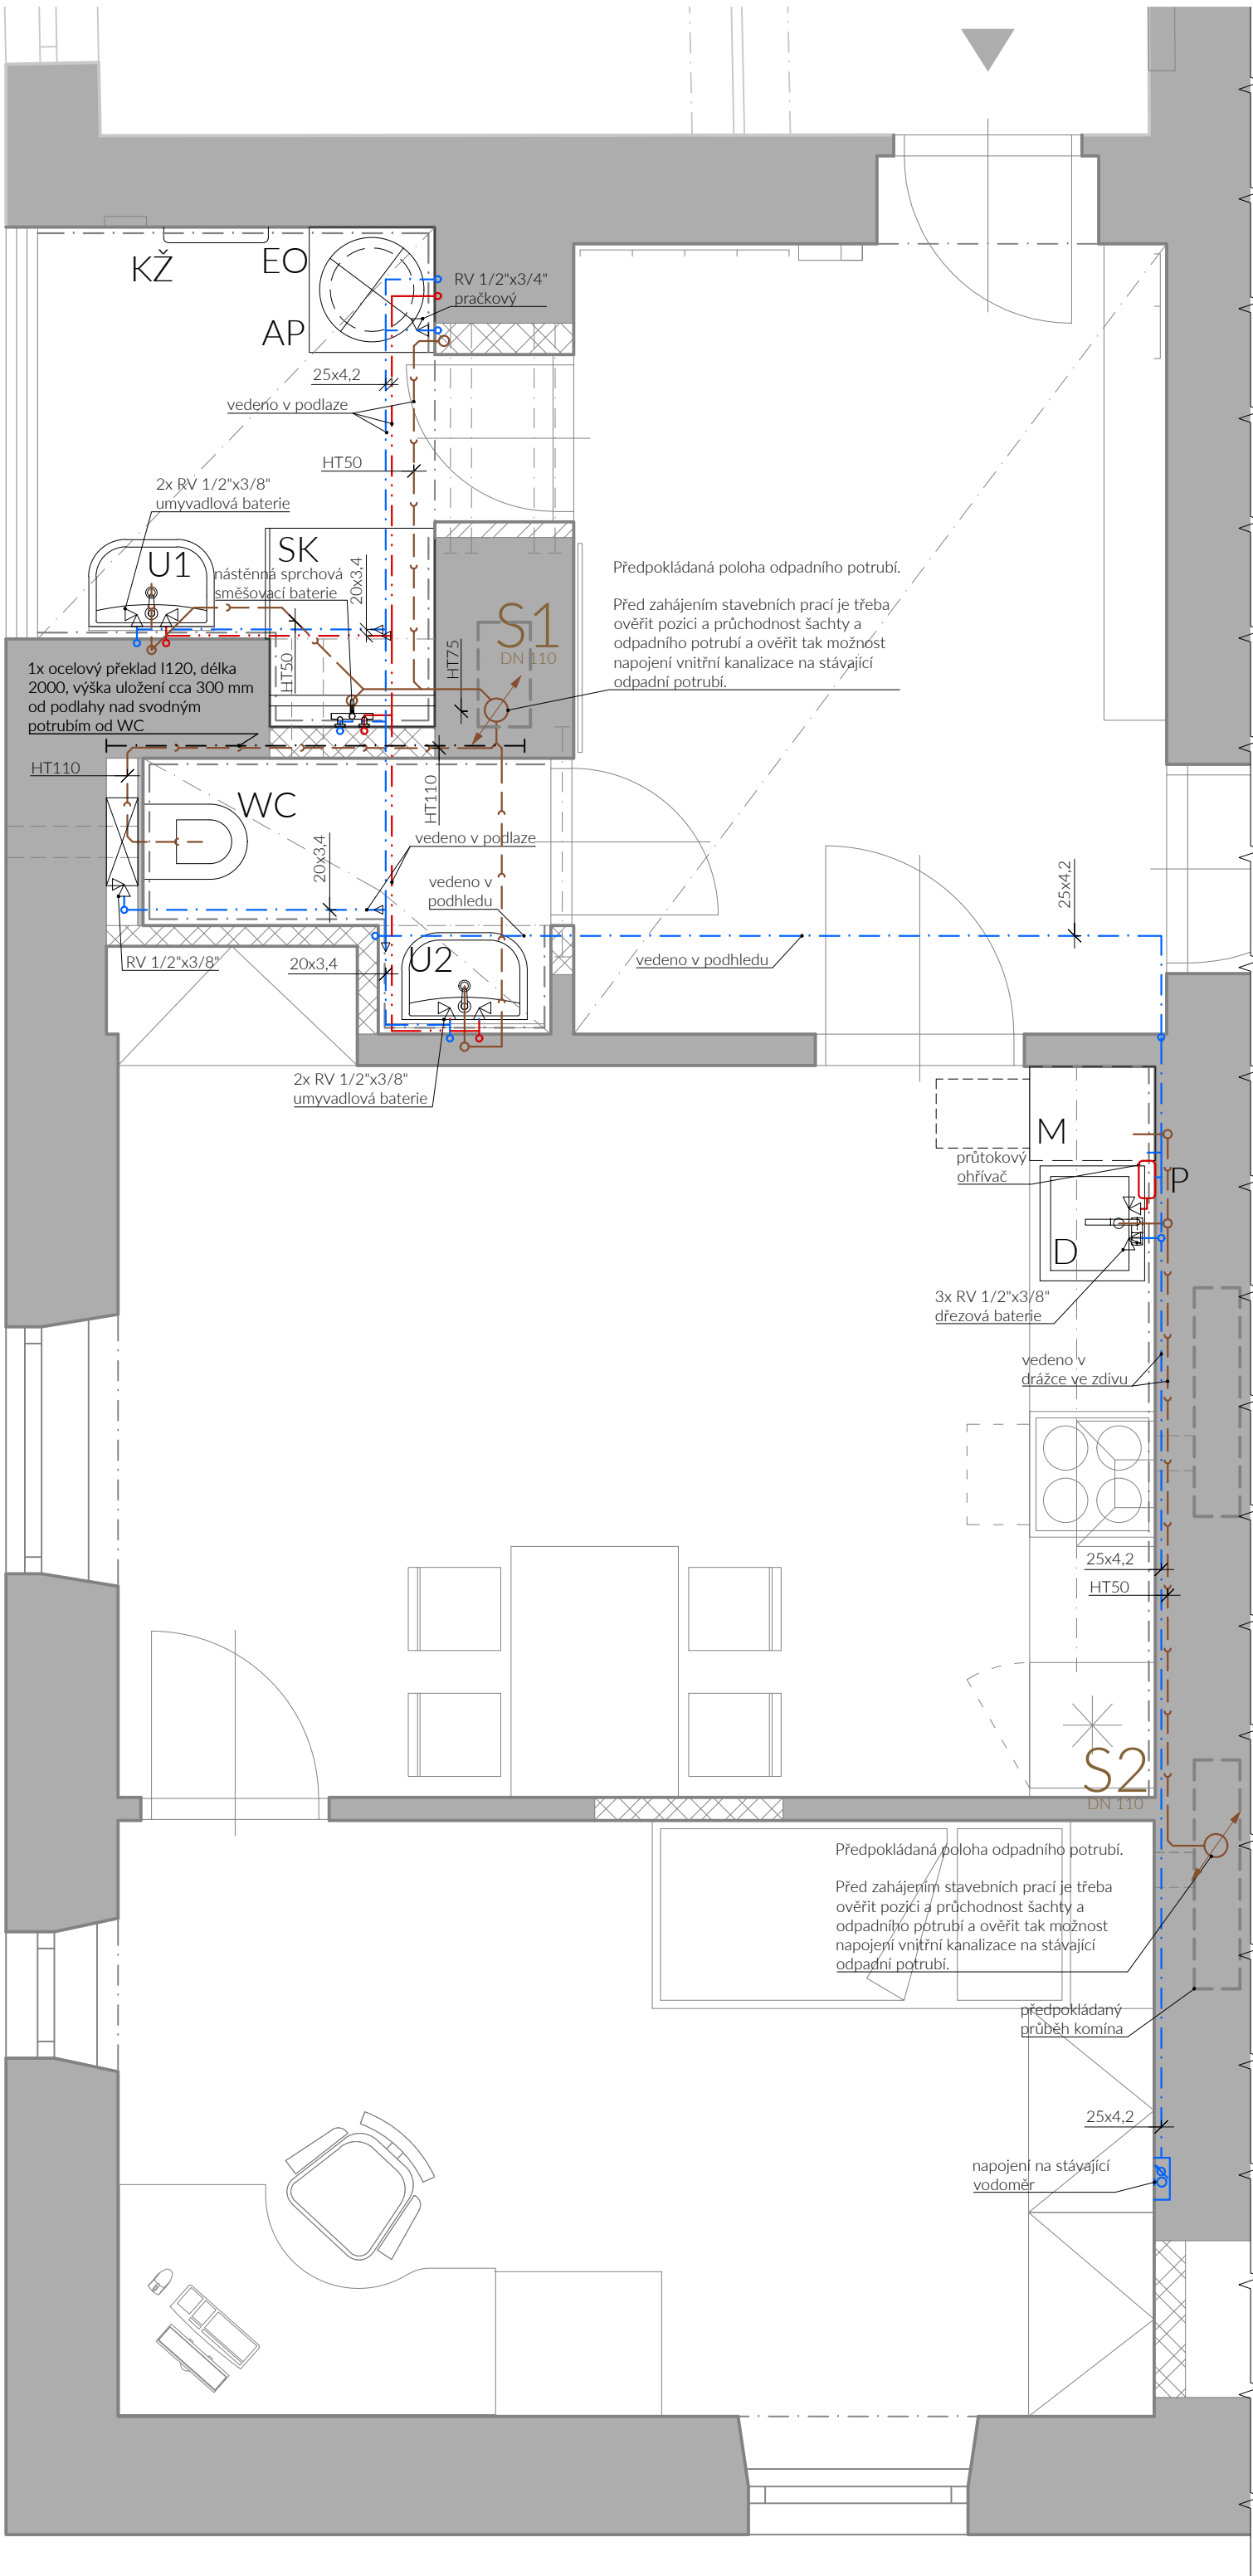 KŽ
EO
RV 1/2"x3/4"
pračkový
AP
25x4,2
vedeno v podlaze
HT50
2x RV 1/2"x3/8"
umyvadlová baterie
U1
SK
nástěnná sprchová
směšovací baterie
20x3,4
HT50
HT75
S1
DN 110
Předpokládaná poloha odpadního potrubí.
Před zahájením stavebních prací je třeba
ověřit pozici a průchodnost šachty a
odpadního potrubí a ověřit tak možnost
napojení vnitřní kanalizace na stávající
odpadní potrubí.
1x ocelový překlad I120, délka
2000, výška uložení cca 300 mm
od podlahy nad svodným
potrubím od WC
HT110
WC
HT110
20x3,4
vedeno v podlaze
vedeno v
podhledu
25x4,2
RV 1/2"x3/8"
20x3,4
U2
vedeno v podhledu
2x RV 1/2"x3/8"
umyvadlová baterie
M
průtokový
ohřívač
P
D
3x RV 1/2"x3/8"
dřezová baterie
vedeno v
drážce ve zdivu
25x4,2
HT50
S2
DN 110
Předpokládaná poloha odpadního potrubí.
Před zahájením stavebních prací je třeba
ověřit pozici a průchodnost šachty a
odpadního potrubí a ověřit tak možnost
napojení vnitřní kanalizace na stávající
odpadní potrubí.
předpokládaný
průběh komína
25x4,2
napojení na stávající
vodoměr